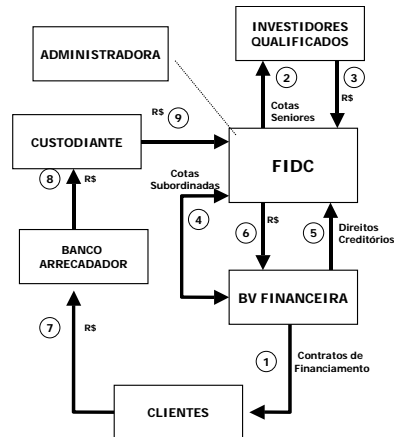 INVESTIDORES
QUALIFICADOS
ADMINISTRADORA
2
3
R$
Cotas
Seniores
R$
9
CUSTODIANTE
FIDC
8
R$
Cotas
Subordinadas
4
6
R$
5
Direitos
Creditórios
BANCO
ARRECADADOR
BV FINANCEIRA
7
R$
1
Contratos de
Financiamento
CLIENTES